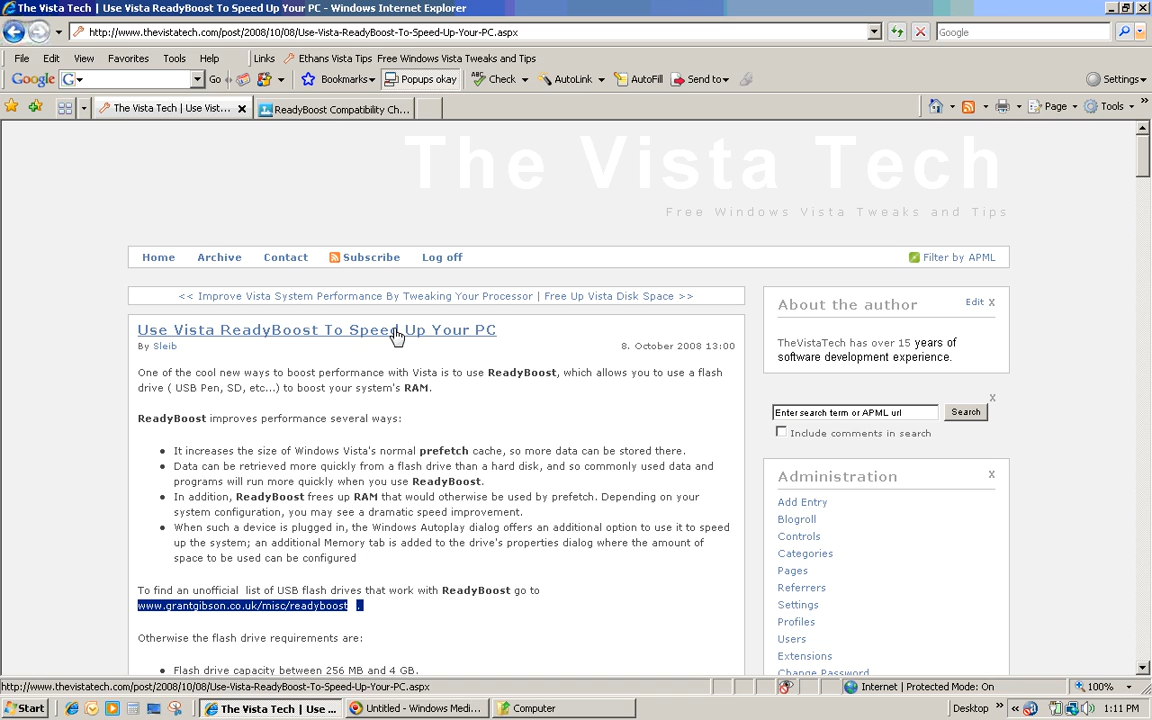 The Vista Tech | Use Vista ReadyBoost To Speed Up Your PC - Windows Internet Explorer
http://www.thevistatech.com/post/2008/10/08/Use-Vista-ReadyBoost-To-Speed-Up-Your-PC.aspx
Google
File Edit View Favorites Tools Help Links Ethans Vista Tips Free Windows Vista Tweaks and Tips
Google G Go Bookmarks Popups okay Check AutoLink AutoFill Send to Settings
The Vista Tech | Use Vist... ReadyBoost Compatibility Ch... Page Tools
The Vista Tech
Free Windows Vista Tweaks and Tips
Home Archive Contact Subscribe Log off Filter by APML
<< Improve Vista System Performance By Tweaking Your Processor | Free Up Vista Disk Space >>
Use Vista ReadyBoost To Speed Up Your PC
By Sleib 8. October 2008 13:00
One of the cool new ways to boost performance with Vista is to use ReadyBoost, which allows you to use a flash
drive ( USB Pen, SD, etc...) to boost your system's RAM.
ReadyBoost improves performance several ways:
• It increases the size of Windows Vista's normal prefetch cache, so more data can be stored there.
• Data can be retrieved more quickly from a flash drive than a hard disk, and so commonly used data and
programs will run more quickly when you use ReadyBoost.
• In addition, ReadyBoost frees up RAM that would otherwise be used by prefetch. Depending on your
system configuration, you may see a dramatic speed improvement.
• When such a device is plugged in, the Windows Autoplay dialog offers an additional option to use it to speed
up the system; an additional Memory tab is added to the drive's properties dialog where the amount of
space to be used can be configured
To find an unofficial list of USB flash drives that work with ReadyBoost go to
www.grantgibson.co.uk/misc/readyboost .
Otherwise the flash drive requirements are:
• Flash drive capacity between 256 MB and 4 GB.
About the author Edit X
TheVistaTech has over 15 years of
software development experience.
X
Enter search term or APML url Search
Include comments in search
Administration X
Add Entry
Blogroll
Controls
Categories
Pages
Referrers
Settings
Profiles
Users
Extensions
Change Password
http://www.thevistatech.com/post/2008/10/08/Use-Vista-ReadyBoost-To-Speed-Up-Your-PC.aspx Internet | Protected Mode: On 100%
Start The Vista Tech | Use ... Untitled - Windows Medi... Computer Desktop 1:11 PM